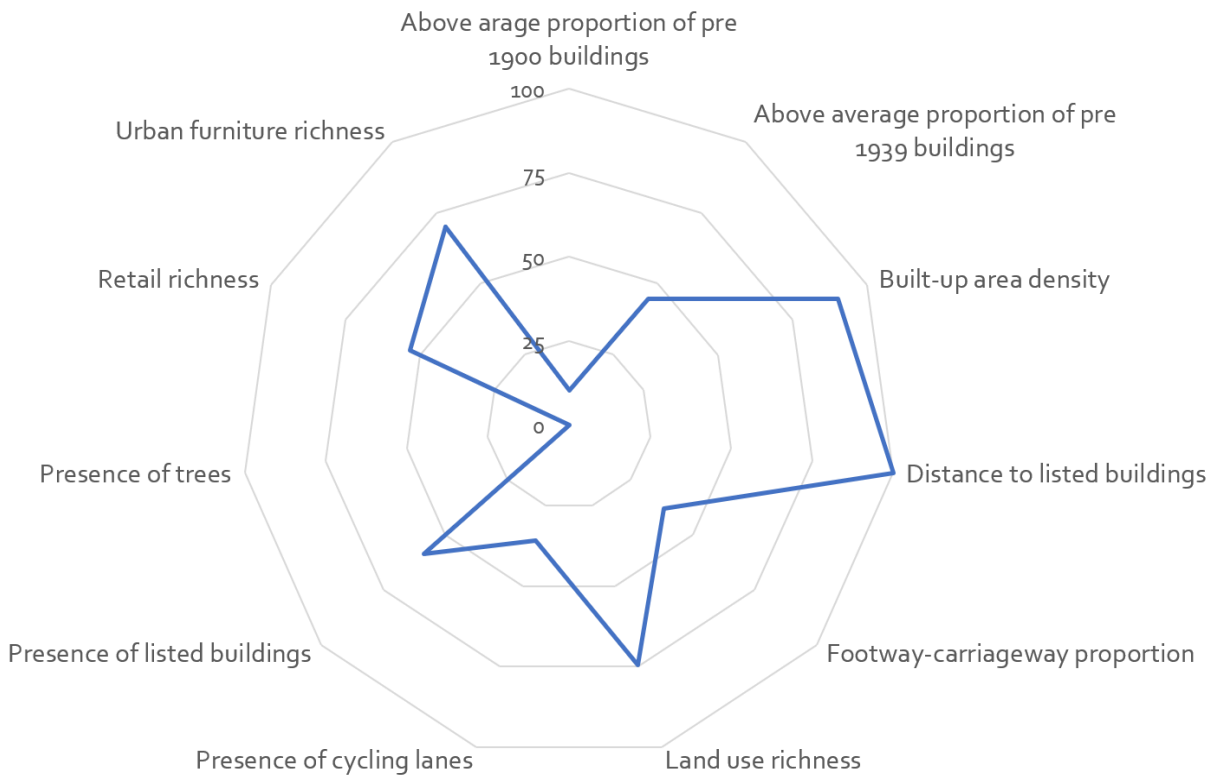 Above arage proportion of pre
1900 buildings
Above average proportion of pre
1939 buildings
Built-up area density
Distance to listed buildings
Footway-carriageway proportion
Land use richness
Presence of cycling lanes
Presence of listed buildings
Presence of trees
Retail richness
Urban furniture richness
100
75
50
25
0